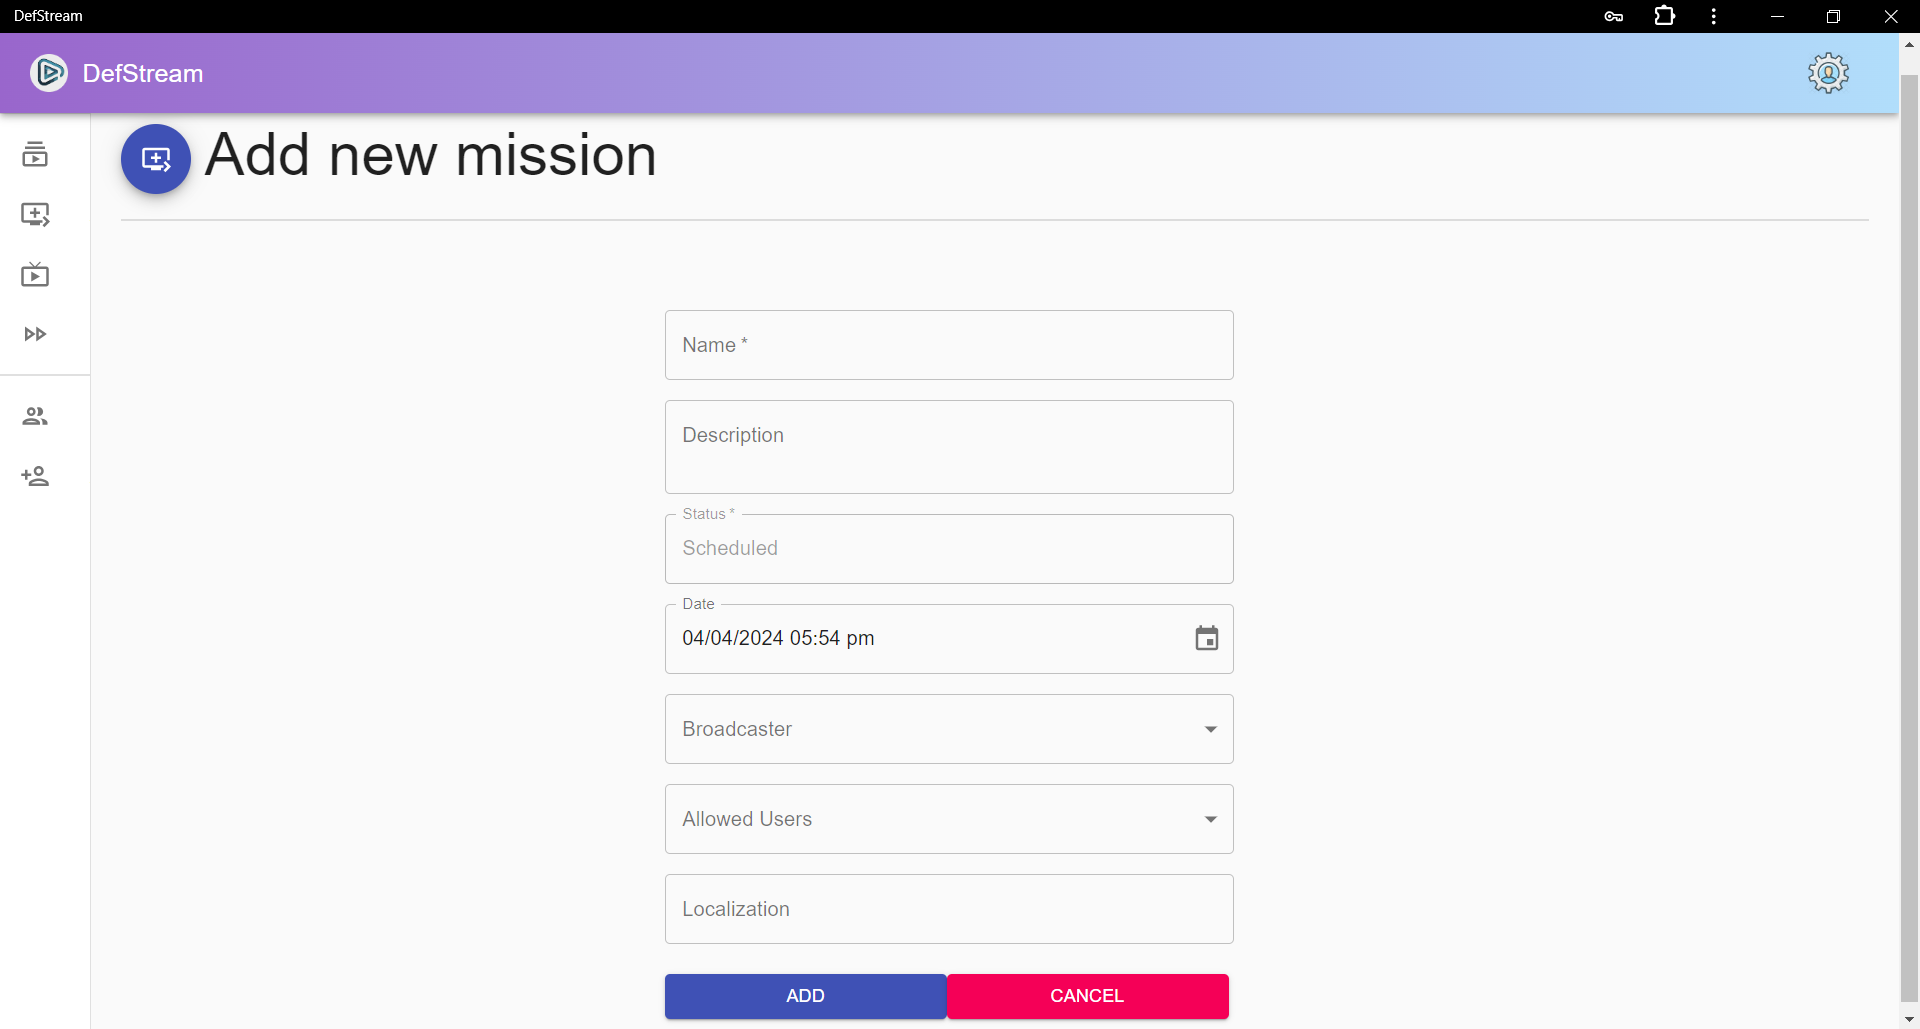 DefStream
DefStream
Add new mission
Name *
Description
Status *
Scheduled
Date
04/04/2024 05:54 pm
Broadcaster
Allowed Users
Localization
ADD CANCEL